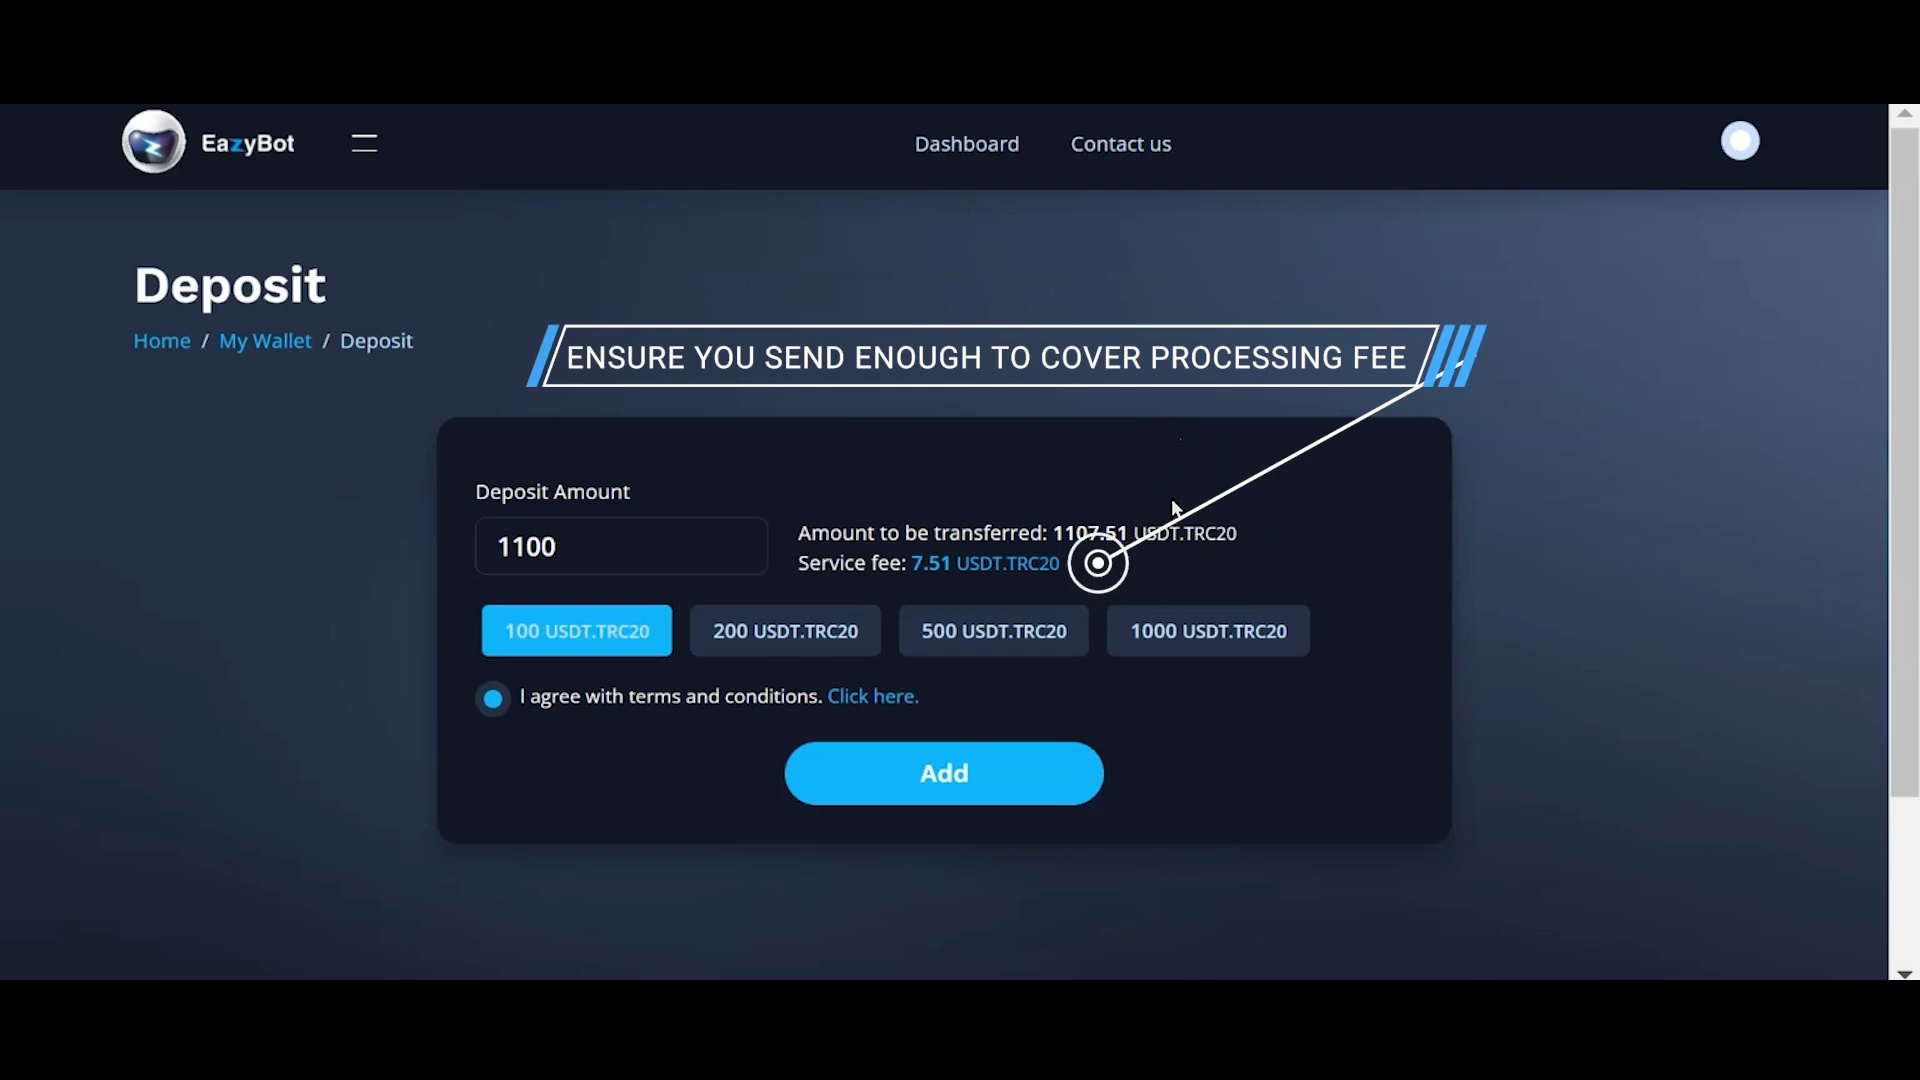 EazyBot
Dashboard
Contact us
Deposit
Home / My Wallet / Deposit
ENSURE YOU SEND ENOUGH TO COVER PROCESSING FEE
Deposit Amount
1100
Amount to be transferred: 1107.51 USDT.TRC20
Service fee: 7.51 USDT.TRC20
100 USDT.TRC20
200 USDT.TRC20
500 USDT.TRC20
1000 USDT.TRC20
I agree with terms and conditions. Click here.
Add